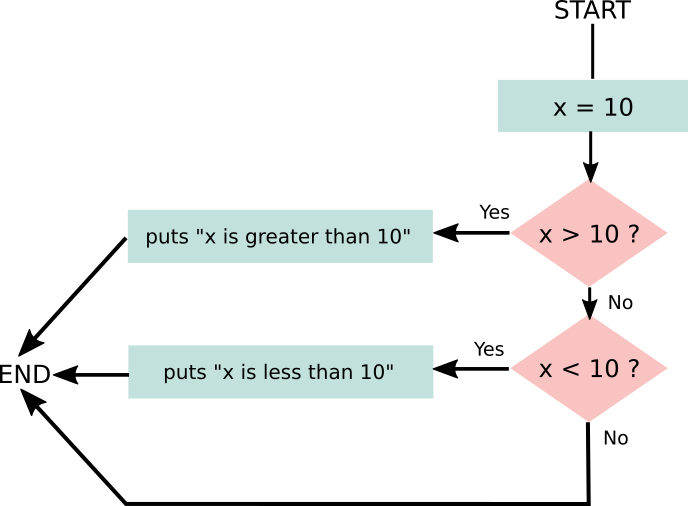 START
x = 10
x > 10 ?
Yes
puts "x is greater than 10"
No
x < 10 ?
Yes
puts "x is less than 10"
END
No